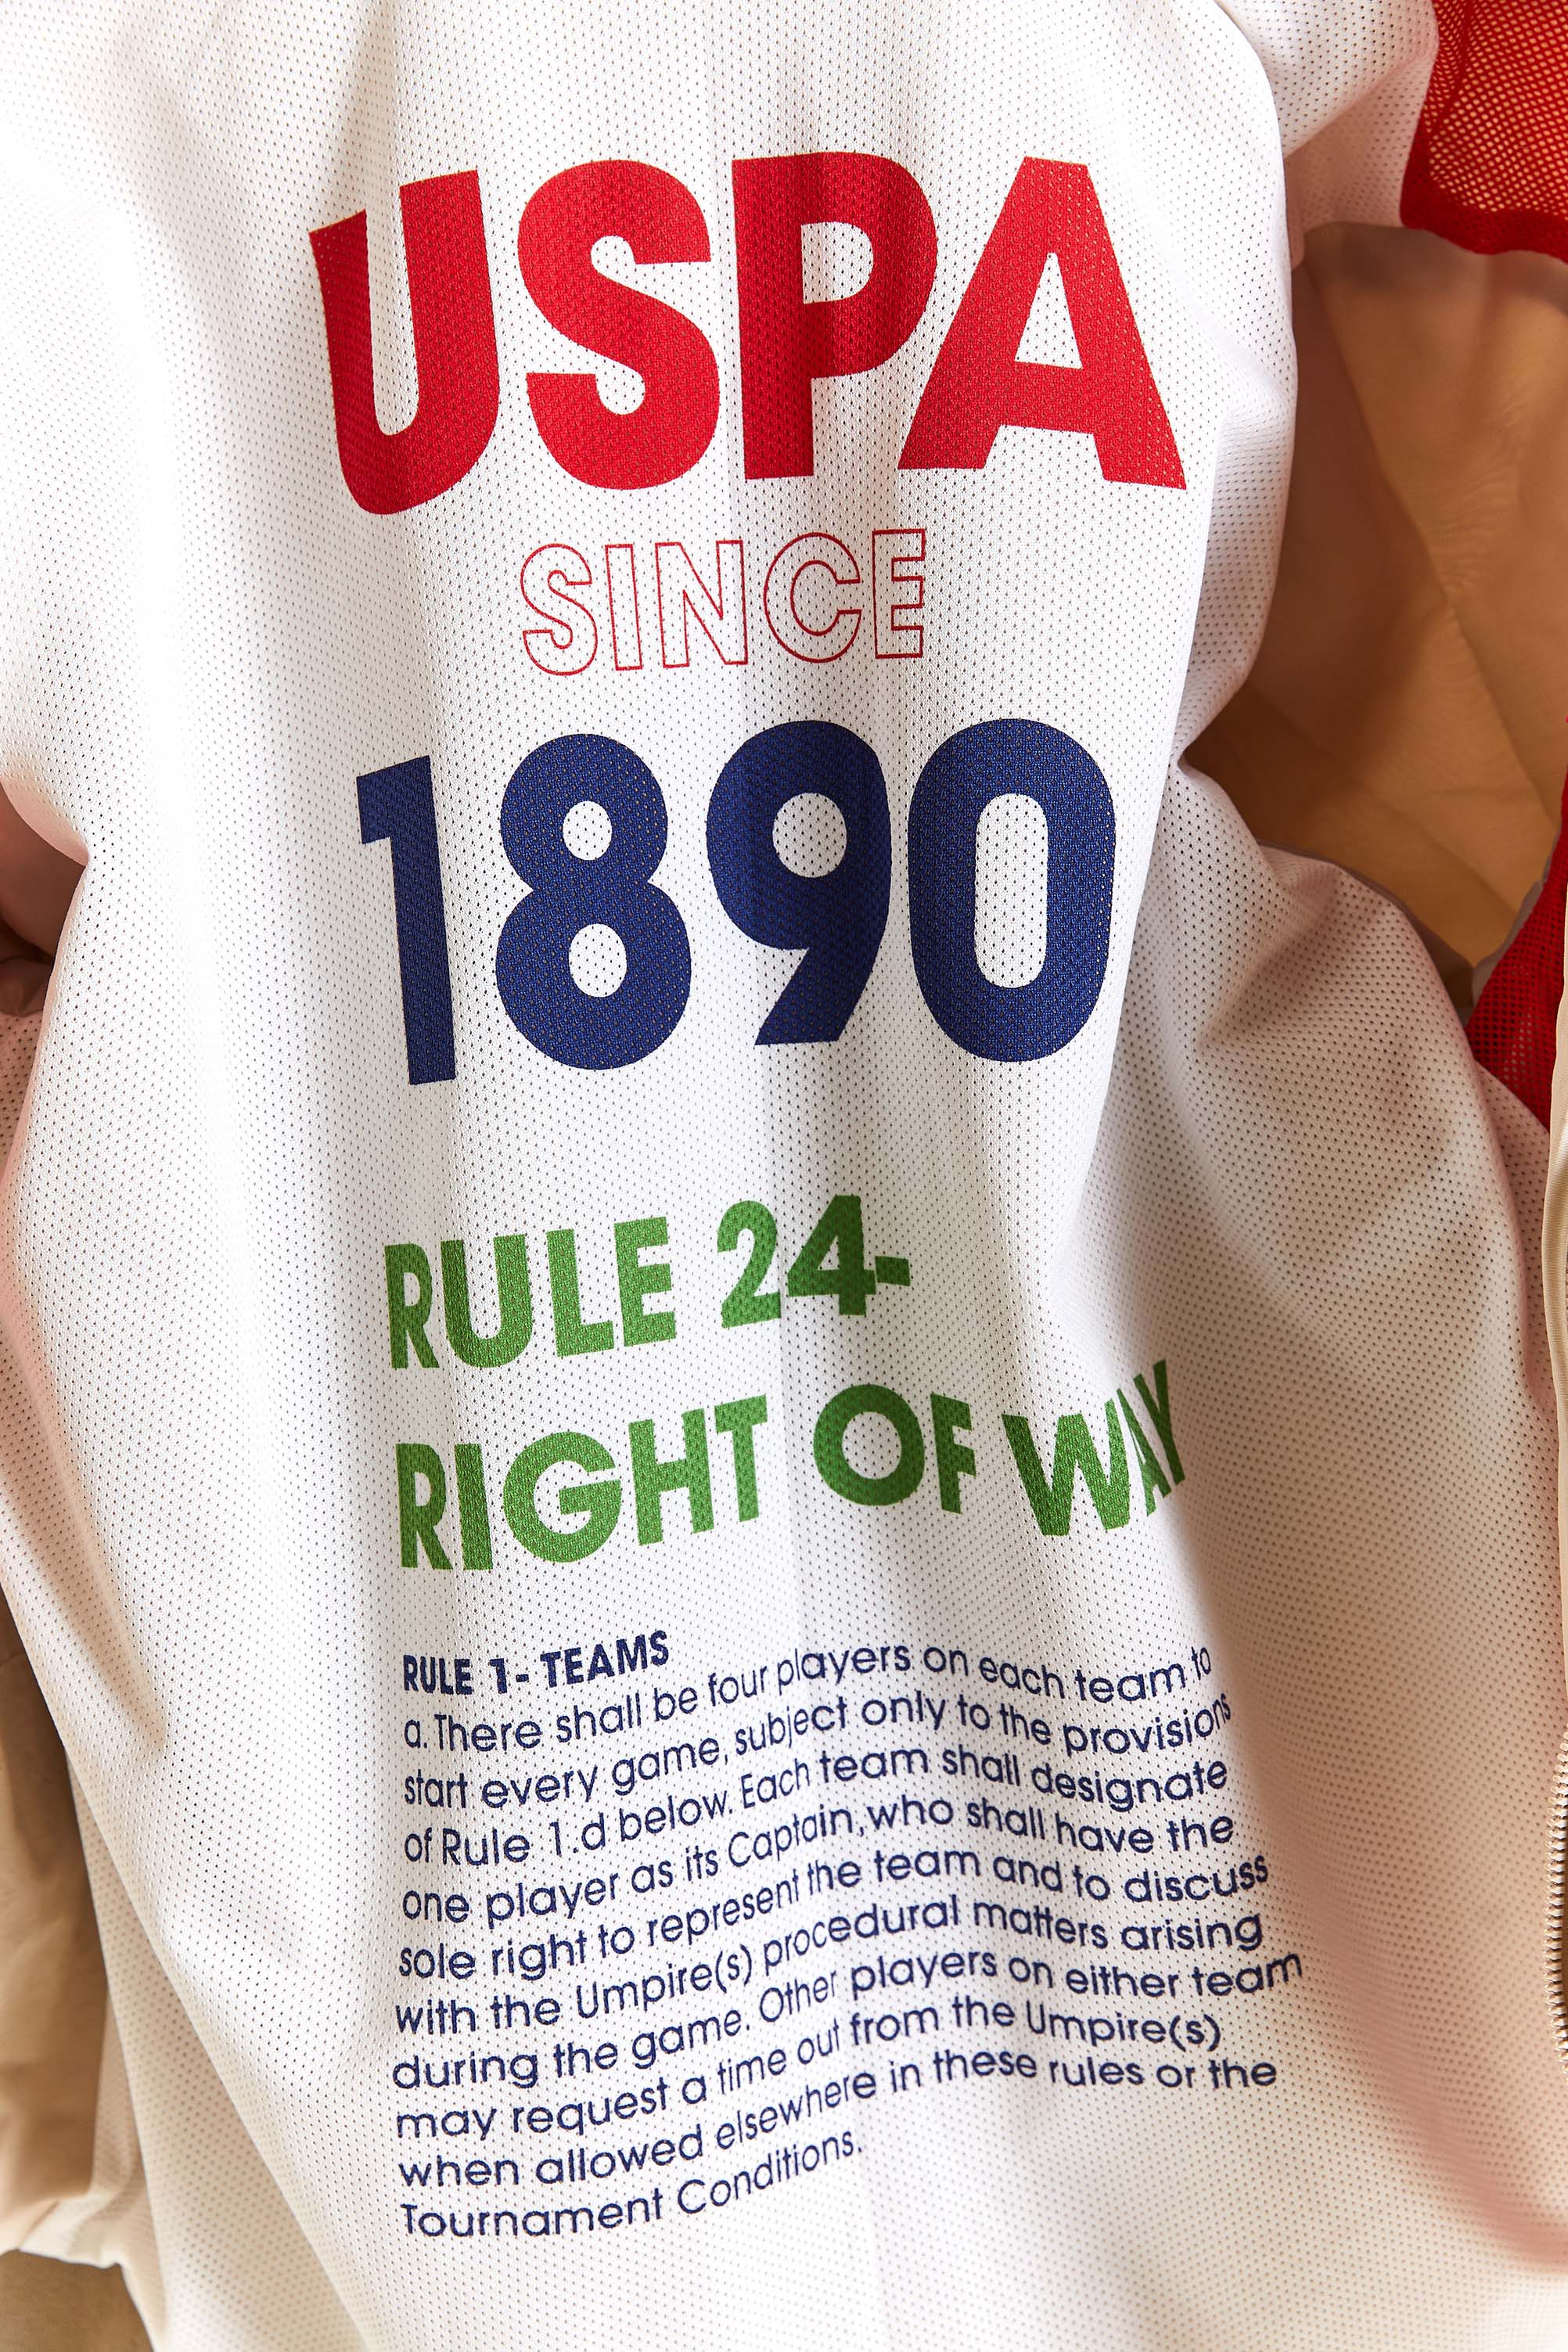 USPA
SINCE
1890
RULE 24-
RIGHT OF WAY
RULE 1- TEAMS
a. There shall be four players on each team to
start every game, subject only to the provisions
of Rule 1.d below. Each team shall designate
one player as its Captain, who shall have the
sole right to represent the team and to discuss
with the Umpire(s) procedural matters arising
during the game. Other players on either team
may request a time out from the Umpire(s)
when allowed elsewhere in these rules or the
Tournament Conditions.